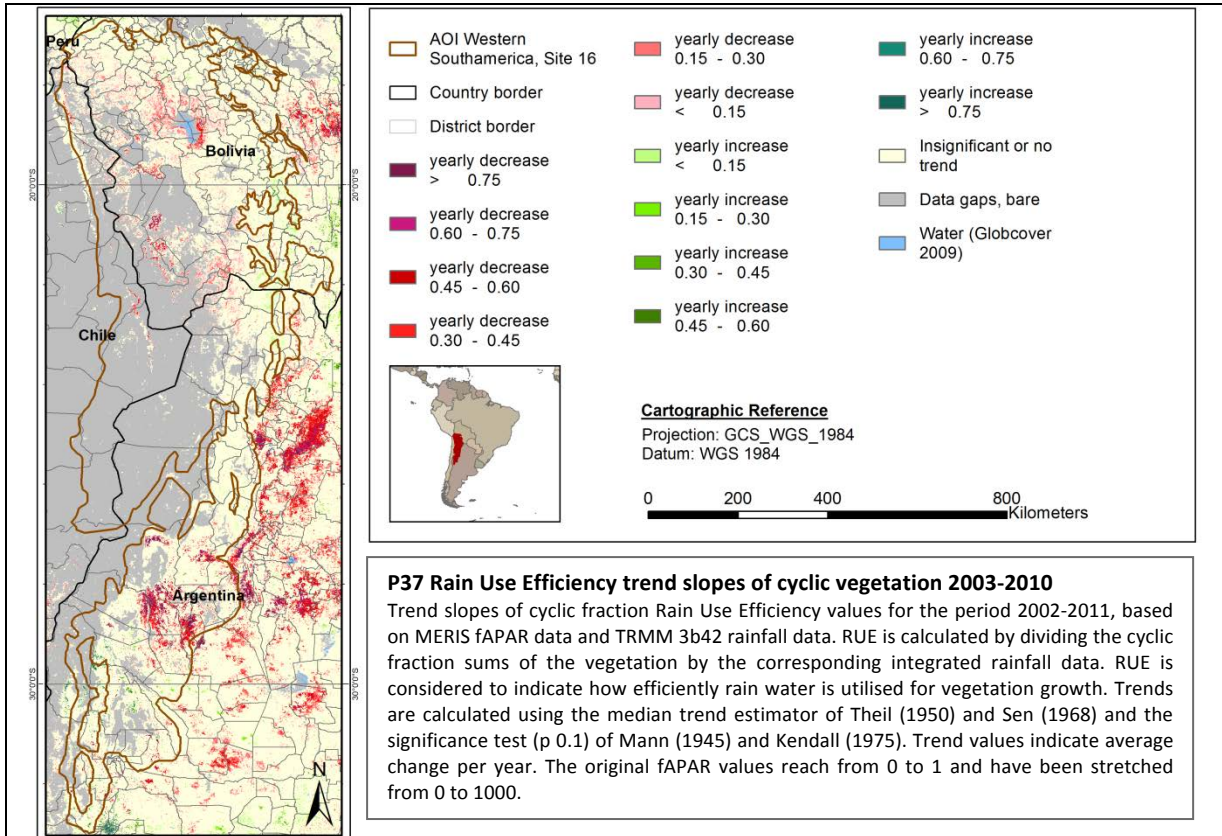 Peru
Bolivia
Chile
Argentina
20°0'0"S
20°0'0"S
30°0'0"S
30°0'0"S
N
AOI Western
Southamerica, Site 16
Country border
District border
yearly decrease
> 0.75
yearly decrease
0.60 - 0.75
yearly decrease
0.45 - 0.60
yearly decrease
0.30 - 0.45
yearly decrease
0.15 - 0.30
yearly decrease
< 0.15
yearly increase
< 0.15
yearly increase
0.15 - 0.30
yearly increase
0.30 - 0.45
yearly increase
0.45 - 0.60
yearly increase
0.60 - 0.75
yearly increase
> 0.75
Insignificant or no
trend
Data gaps, bare
Water (Globcover
2009)
Cartographic Reference
Projection: GCS_WGS_1984
Datum: WGS 1984
0 200 400 800
Kilometers
P37 Rain Use Efficiency trend slopes of cyclic vegetation 2003-2010
Trend slopes of cyclic fraction Rain Use Efficiency values for the period 2002-2011, based
on MERIS fAPAR data and TRMM 3b42 rainfall data. RUE is calculated by dividing the cyclic
fraction sums of the vegetation by the corresponding integrated rainfall data. RUE is
considered to indicate how efficiently rain water is utilised for vegetation growth. Trends
are calculated using the median trend estimator of Theil (1950) and Sen (1968) and the
significance test (p 0.1) of Mann (1945) and Kendall (1975). Trend values indicate average
change per year. The original fAPAR values reach from 0 to 1 and have been stretched
from 0 to 1000.